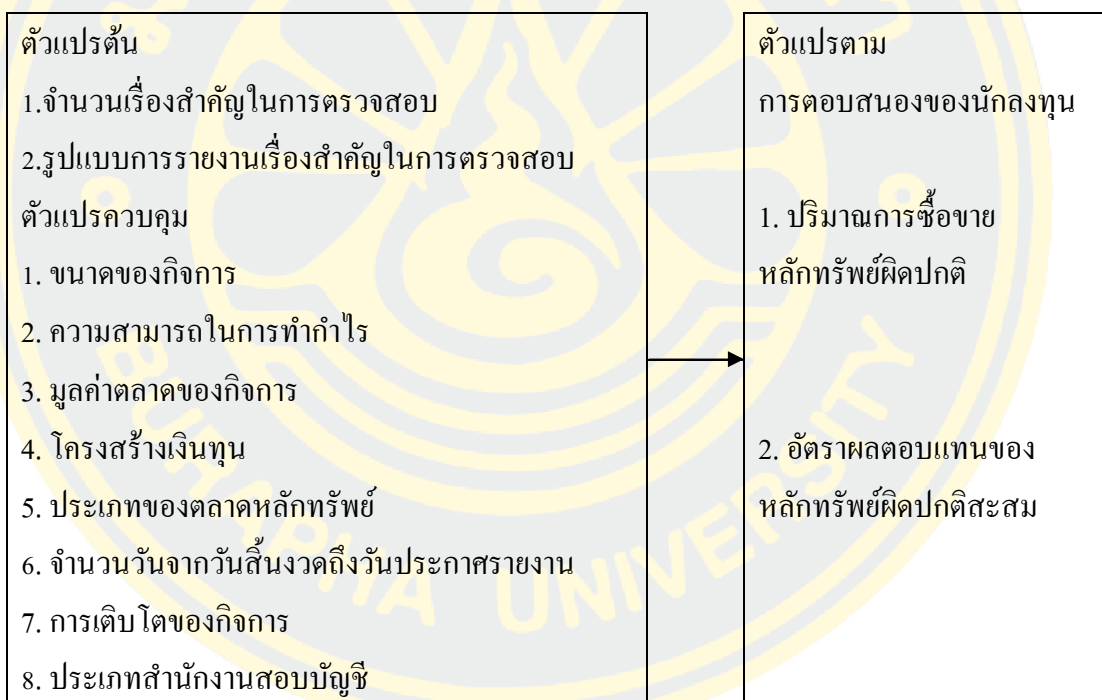 ตัวแปรต้น
1.จำนวนเรื่องสำคัญในการตรวจสอบ
2.รูปแบบการรายงานเรื่องสำคัญในการตรวจสอบ
ตัวแปรควบคุม
1. ขนาดของกิจการ
2. ความสามารถในการทำกำไร
3. มูลค่าตลาดของกิจการ
4. โครงสร้างเงินทุน
5. ประเภทของตลาดหลักทรัพย์
6. จำนวนวันจากวันสิ้นงวดถึงวันประกาศรายงาน
7. การเติบโตของกิจการ
8. ประเภทสำนักงานสอบบัญชี
ตัวแปรตาม
การตอบสนองของนักลงทุน
1. ปริมาณการซื้อขาย
หลักทรัพย์ผิดปกติ
2. อัตราผลตอบแทนของ
หลักทรัพย์ผิดปกติสะสม
BURAPHA UNIVERSITY